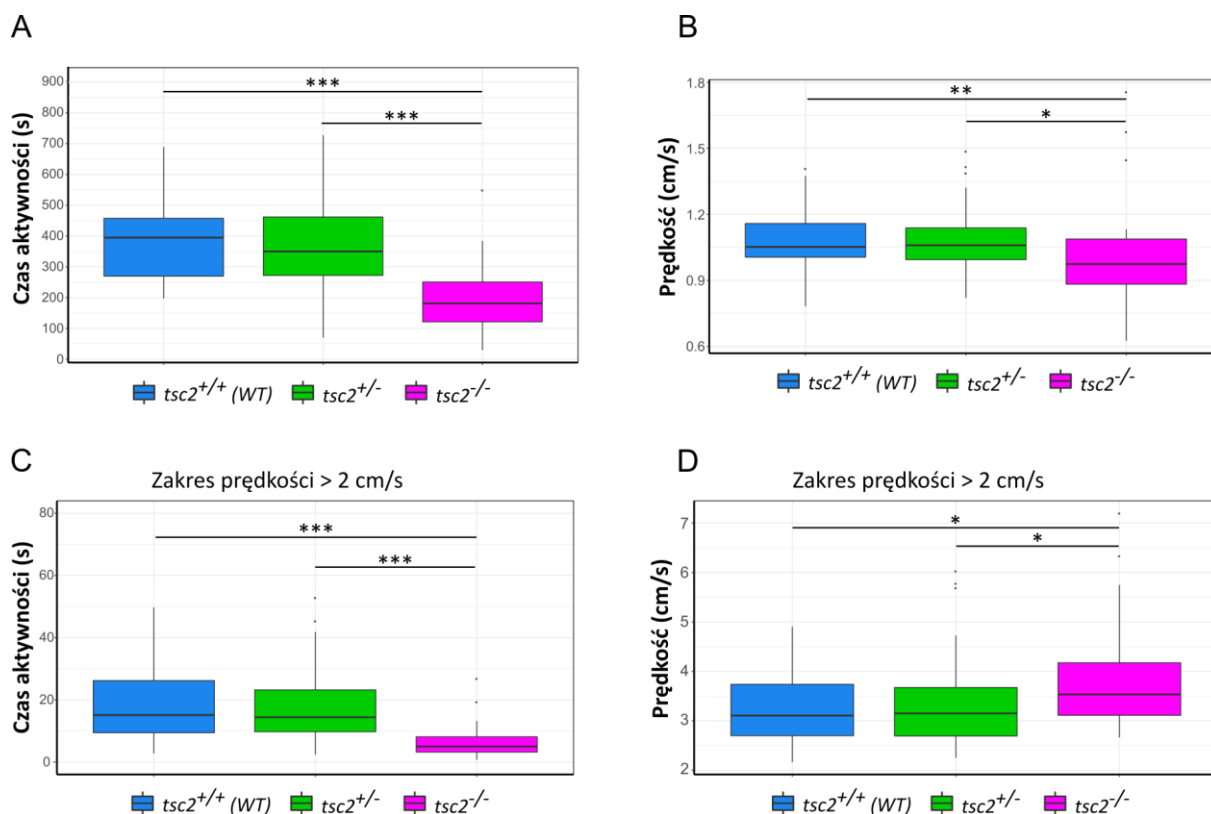 A
Czas aktywności (s)
900
800
700
600
500
400
300
200
100
0
***
***
tsc2+/+ (WT) tsc2+/- tsc2-/-
B
Prędkość (cm/s)
1.8
1.5
1.2
0.9
0.6
**
*
tsc2+/+ (WT) tsc2+/- tsc2-/-
C
Zakres prędkości > 2 cm/s
Czas aktywności (s)
80
60
40
20
0
***
***
tsc2+/+ (WT) tsc2+/- tsc2-/-
D
Zakres prędkości > 2 cm/s
Prędkość (cm/s)
7
6
5
4
3
2
*
*
tsc2+/+ (WT) tsc2+/- tsc2-/-